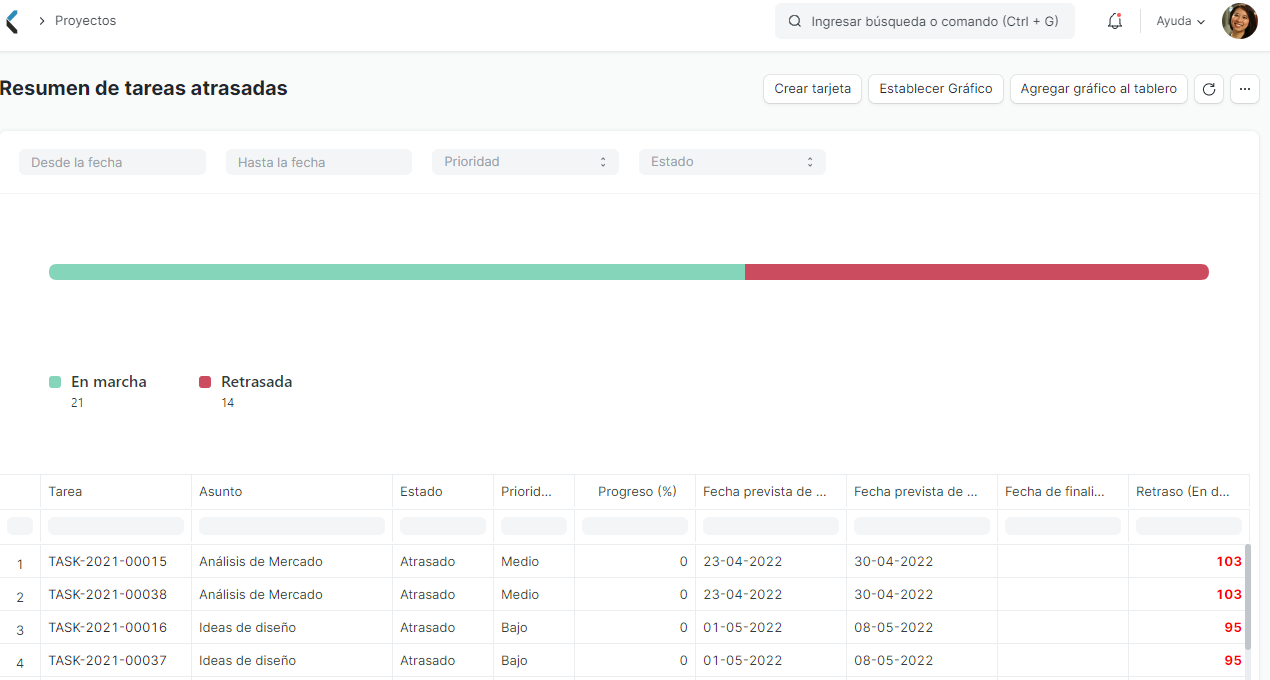 Proyectos
Ingresar búsqueda o comando (Ctrl + G)
Ayuda
Resumen de tareas atrasadas
Crear tarjeta
Establecer Gráfico
Agregar gráfico al tablero
...
Desde la fecha
Hasta la fecha
Prioridad
Estado
En marcha
21
Retrasada
14
Tarea Asunto Estado Priorid... Progreso (%) Fecha prevista de ... Fecha prevista de ... Fecha de finali... Retraso (En d...
1 TASK-2021-00015 Análisis de Mercado Atrasado Medio 0 23-04-2022 30-04-2022 103
2 TASK-2021-00038 Análisis de Mercado Atrasado Medio 0 23-04-2022 30-04-2022 103
3 TASK-2021-00016 Ideas de diseño Atrasado Bajo 0 01-05-2022 08-05-2022 95
4 TASK-2021-00037 Ideas de diseño Atrasado Bajo 0 01-05-2022 08-05-2022 95